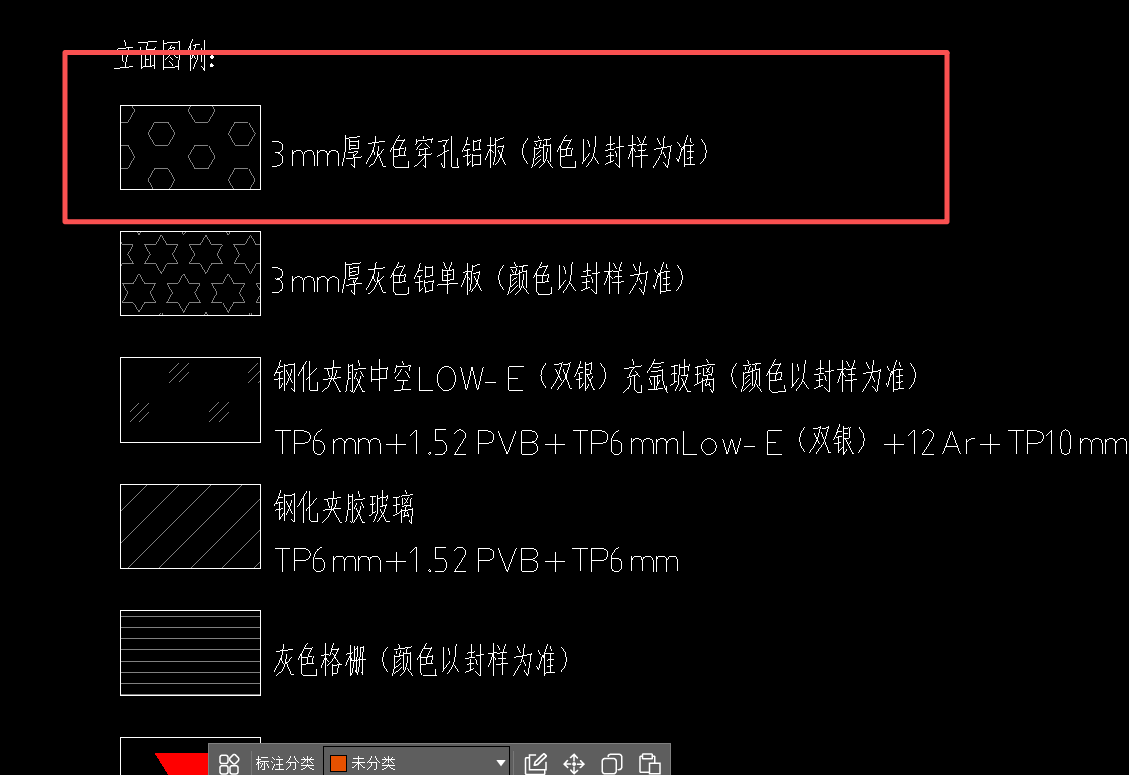 立面图例:
3mm厚灰色穿孔铝板（颜色以封样为准）
3mm厚灰色铝单板（颜色以封样为准）
钢化夹胶中空LOW-E（双银）充氩玻璃（颜色以封样为准）
TP6mm+1.52PVB+TP6mmLow-E（双银）+12Ar+TP10mm
钢化夹胶玻璃
TP6mm+1.52PVB+TP6mm
灰色格栅（颜色以封样为准）
标注分类 未分类